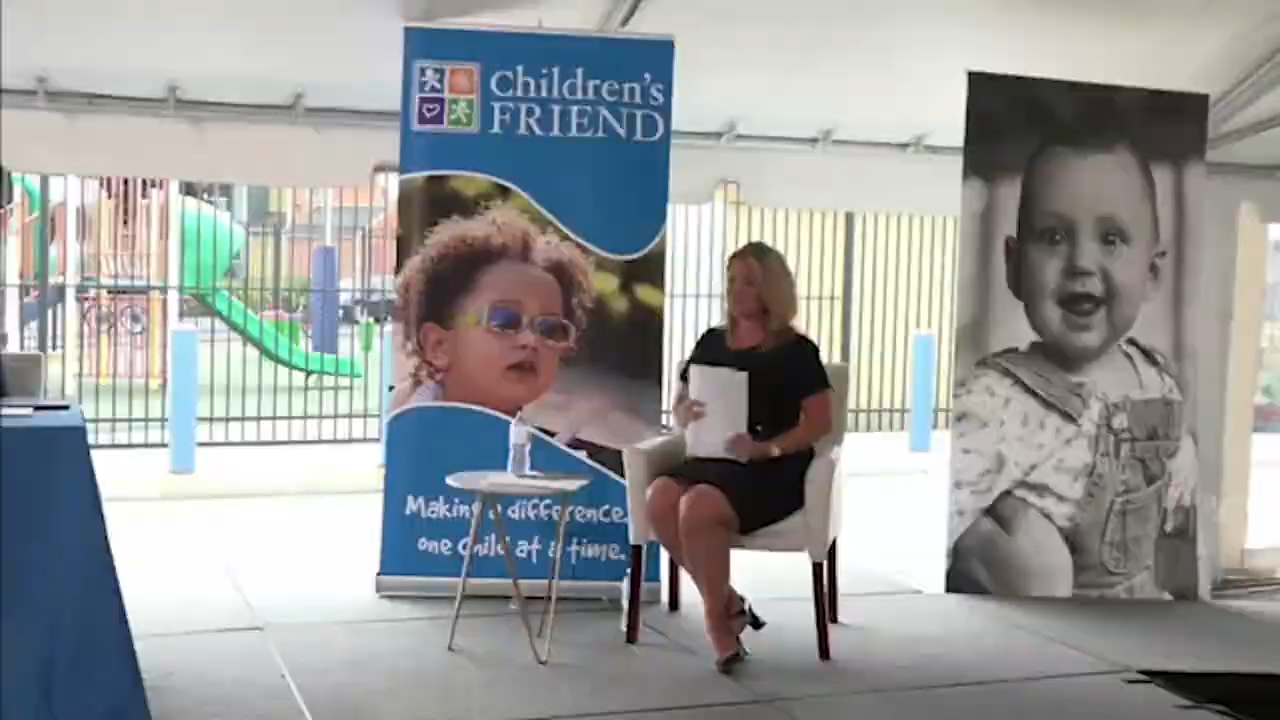 Children's
FRIEND
Making a difference,
one child at a time.